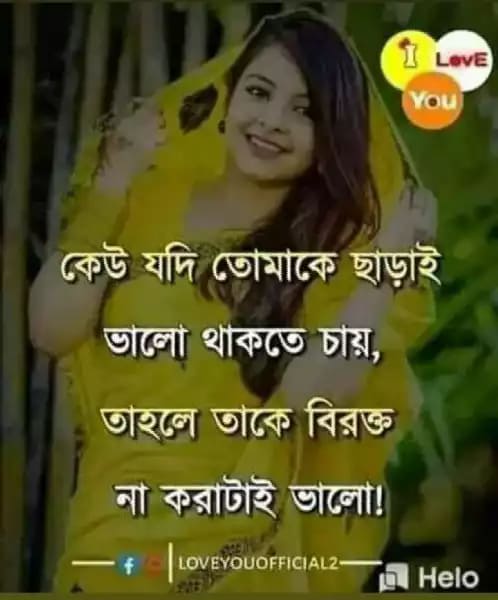 I LovE
You
কেউ যদি তোমাকে ছাড়াই
ভালো থাকতে চায়,
তাহলে তাকে বিরক্ত
না করাটাই ভালো!
f LOVEYOUOFFICIAL2
Helo